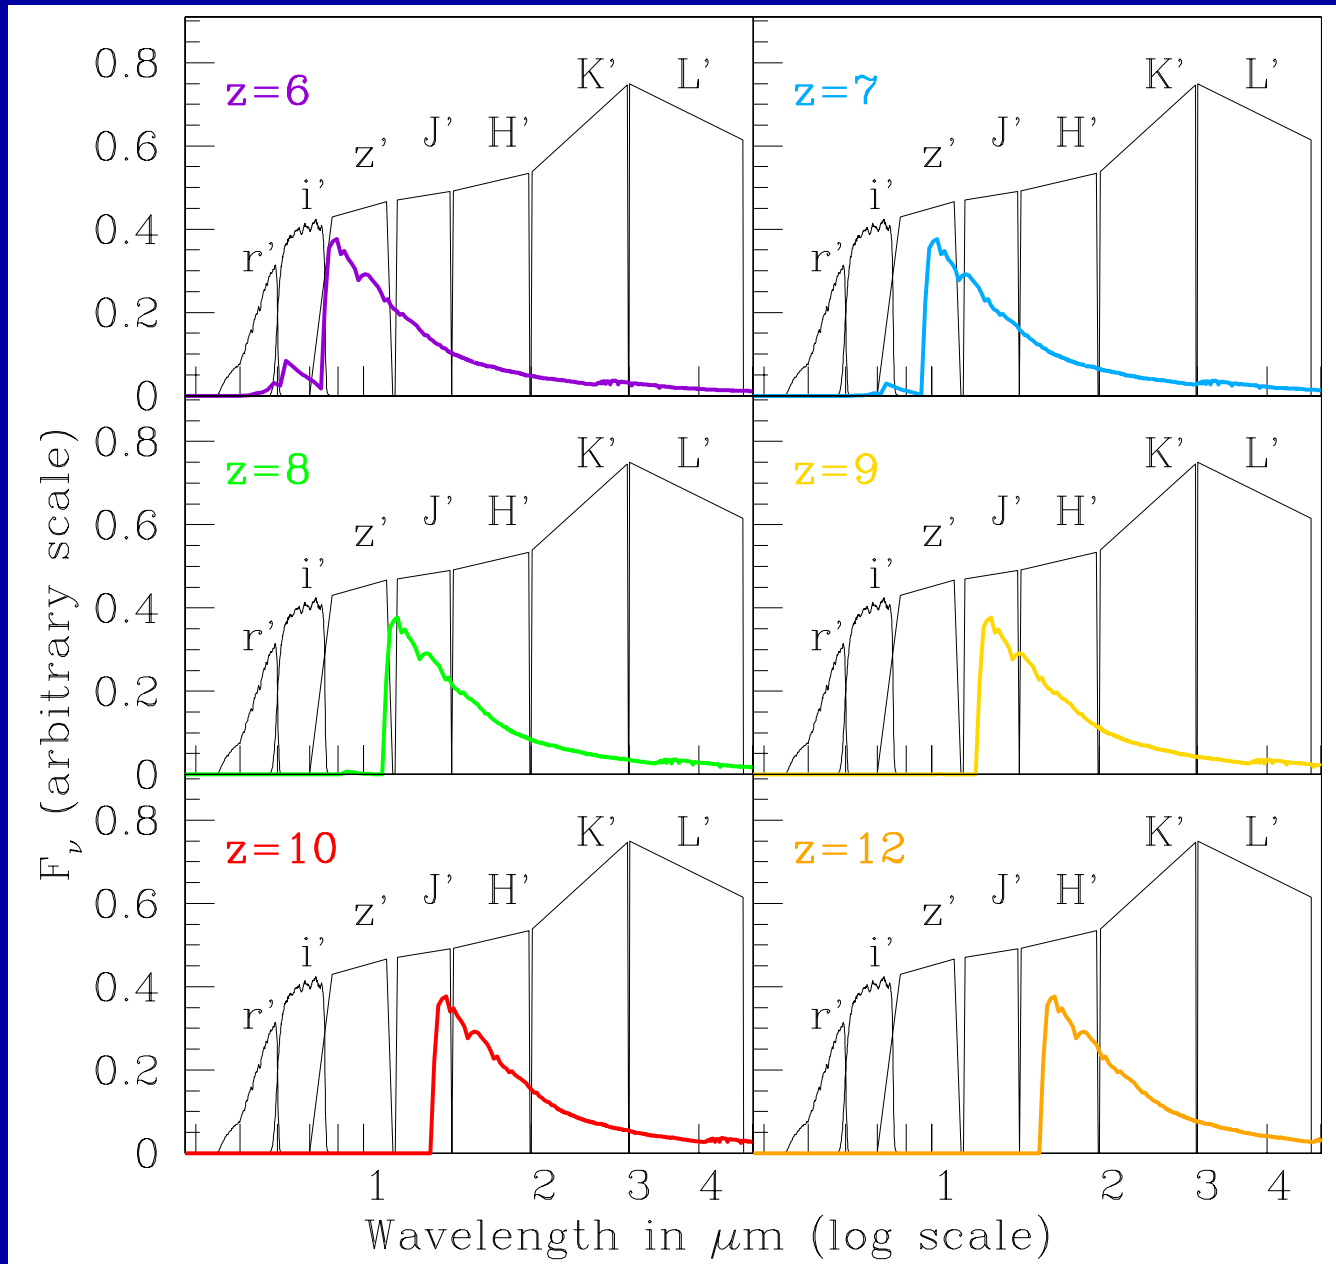 F_ν (arbitrary scale)
0.8
0.6
0.4
0.2
0
z=6
r'
i'
z'
J'
H'
K'
L'
z=7
r'
i'
z'
J'
H'
K'
L'
0.8
0.6
0.4
0.2
0
z=8
r'
i'
z'
J'
H'
K'
L'
z=9
r'
i'
z'
J'
H'
K'
L'
0.8
0.6
0.4
0.2
0
z=10
r'
i'
z'
J'
H'
K'
L'
z=12
r'
i'
z'
J'
H'
K'
L'
1 2 3 4 1 2 3 4
Wavelength in μm (log scale)